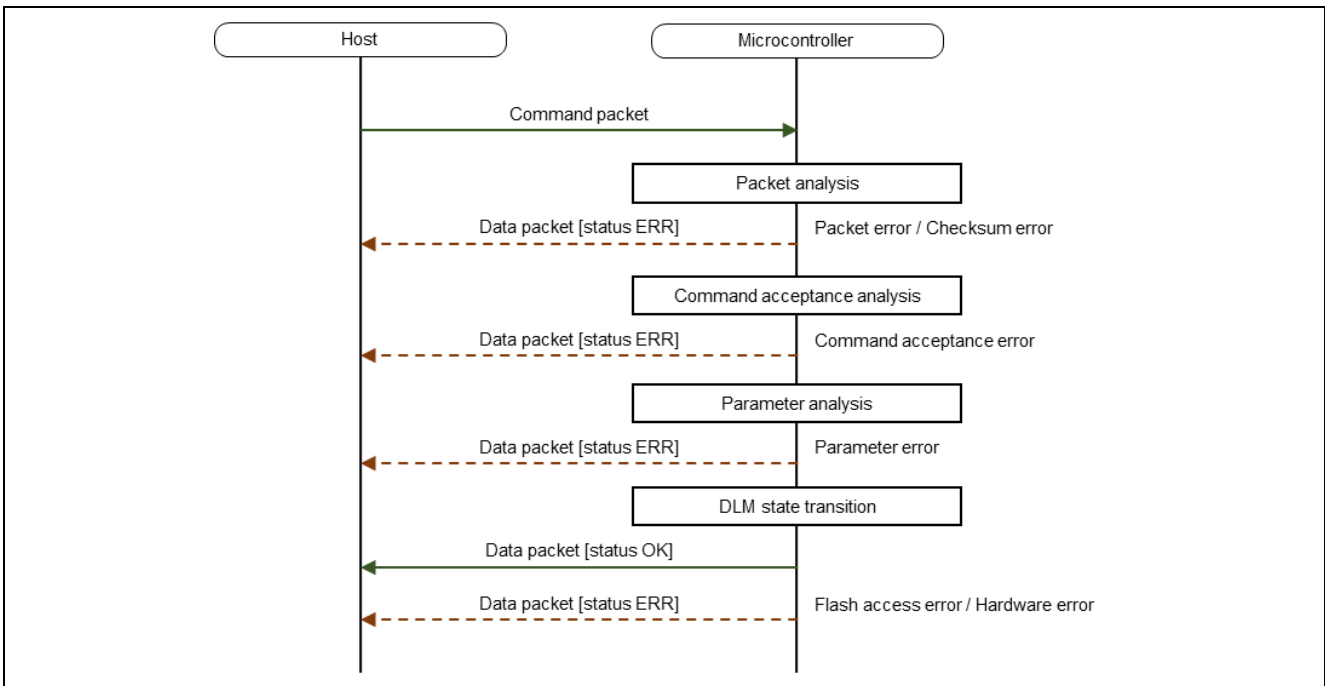 Host
Microcontroller
Command packet
Packet analysis
Data packet [status ERR]
Packet error / Checksum error
Command acceptance analysis
Data packet [status ERR]
Command acceptance error
Parameter analysis
Data packet [status ERR]
Parameter error
DLM state transition
Data packet [status OK]
Data packet [status ERR]
Flash access error / Hardware error